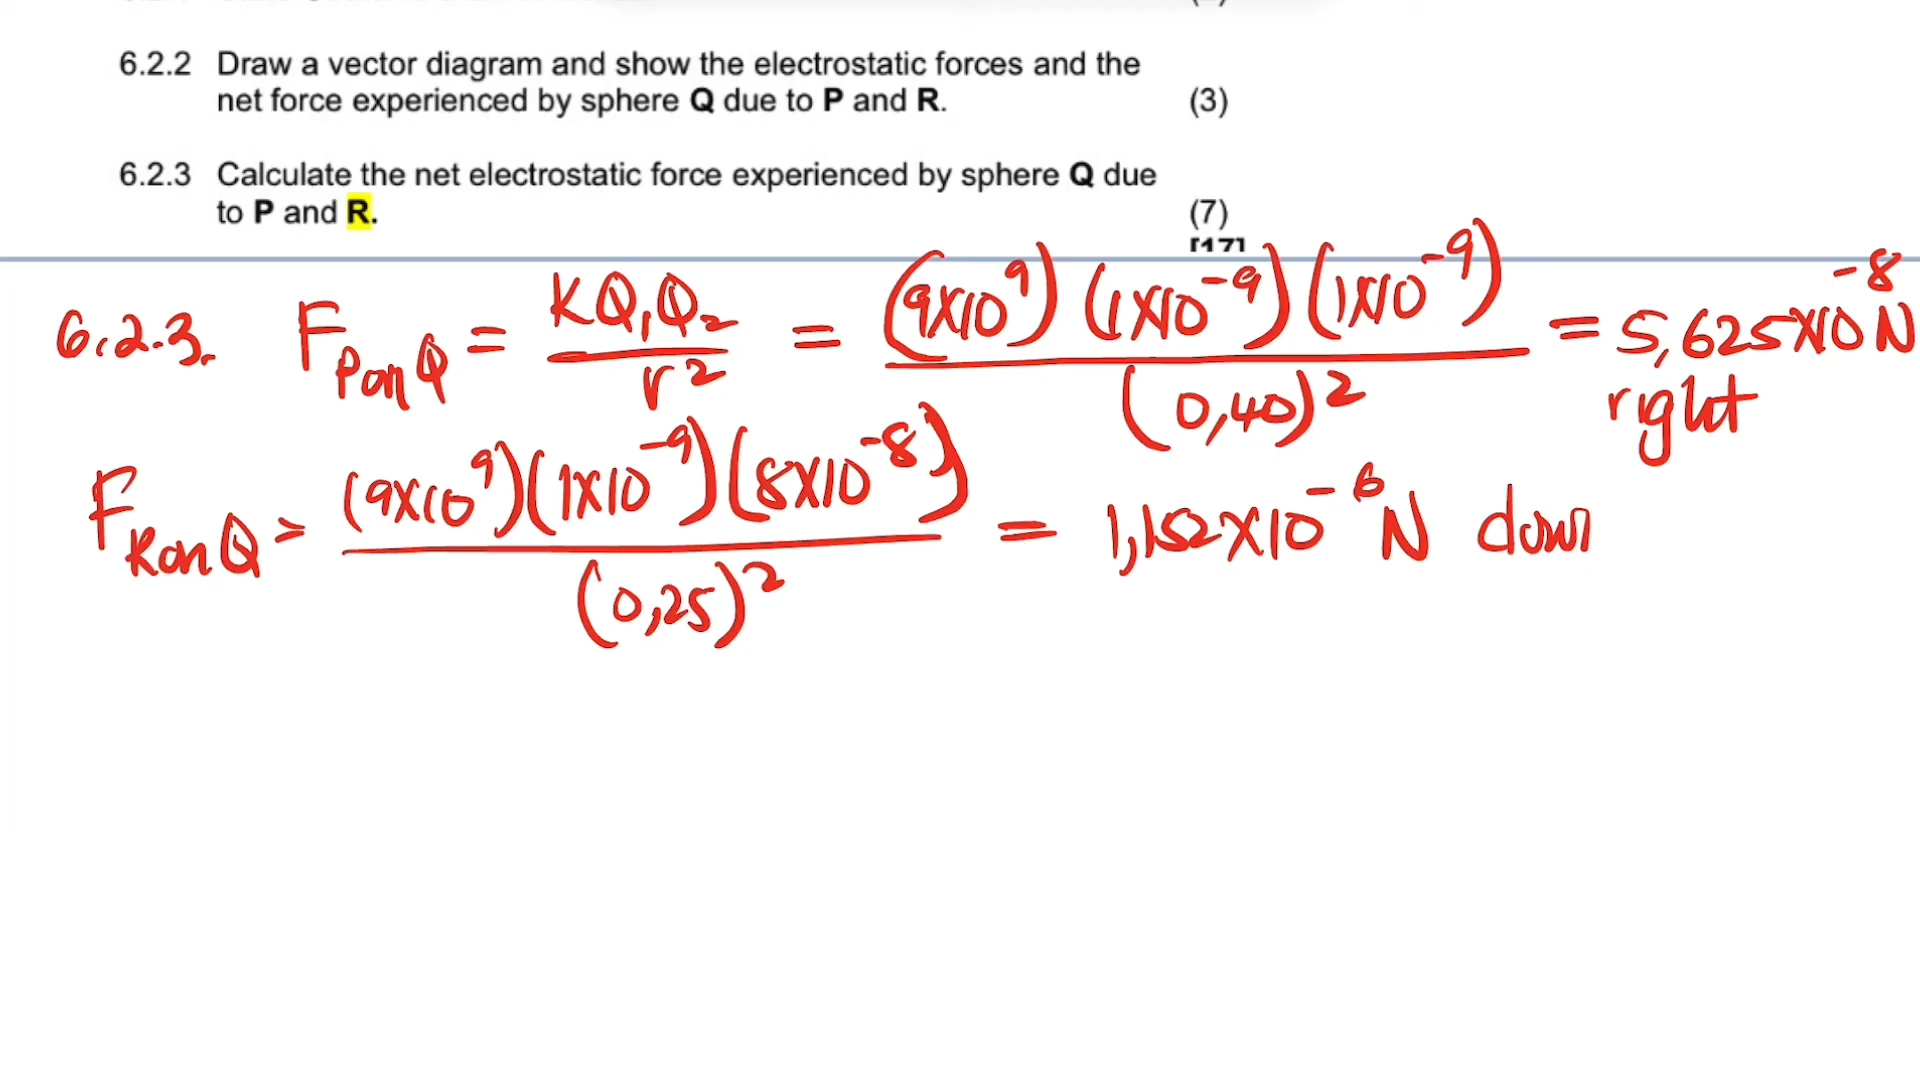 6.2.2 Draw a vector diagram and show the electrostatic forces and the
net force experienced by sphere Q due to P and R. (3)
6.2.3 Calculate the net electrostatic force experienced by sphere Q due
to P and R. (7)
[17]
6.2.3. F_PonQ = KQ₁Q₂ / r² = (9x10⁹)(1x10⁻⁹)(1x10⁻⁹) / (0,40)² = 5,625x10⁻⁸ N
right
F_RonQ = (9x10⁹)(1x10⁻⁹)(8x10⁻⁸) / (0,25)² = 1,152x10⁻⁶ N down